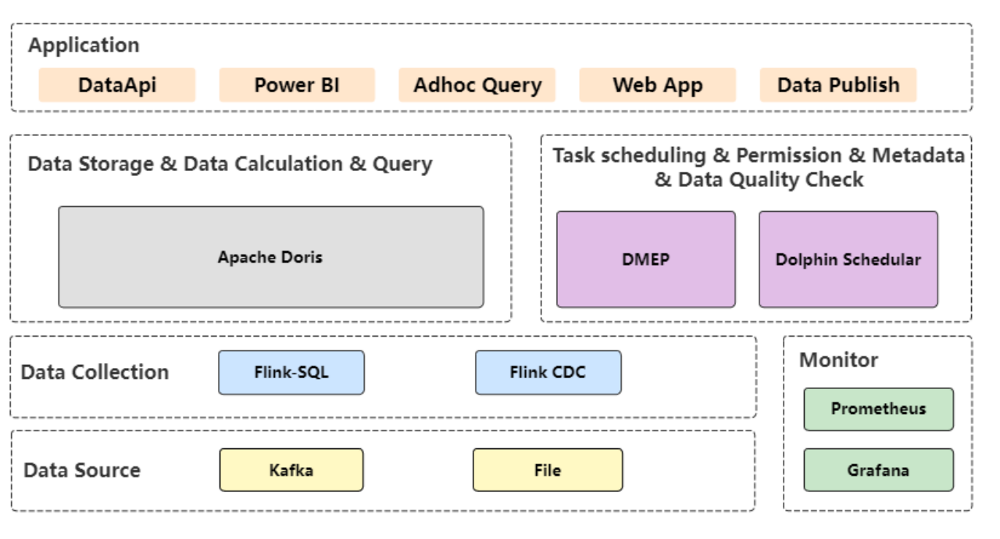 Application
DataApi
Power BI
Adhoc Query
Web App
Data Publish
Data Storage & Data Calculation & Query
Apache Doris
Task scheduling & Permission & Metadata
& Data Quality Check
DMEP
Dolphin Schedular
Data Collection
Flink-SQL
Flink CDC
Monitor
Prometheus
Grafana
Data Source
Kafka
File